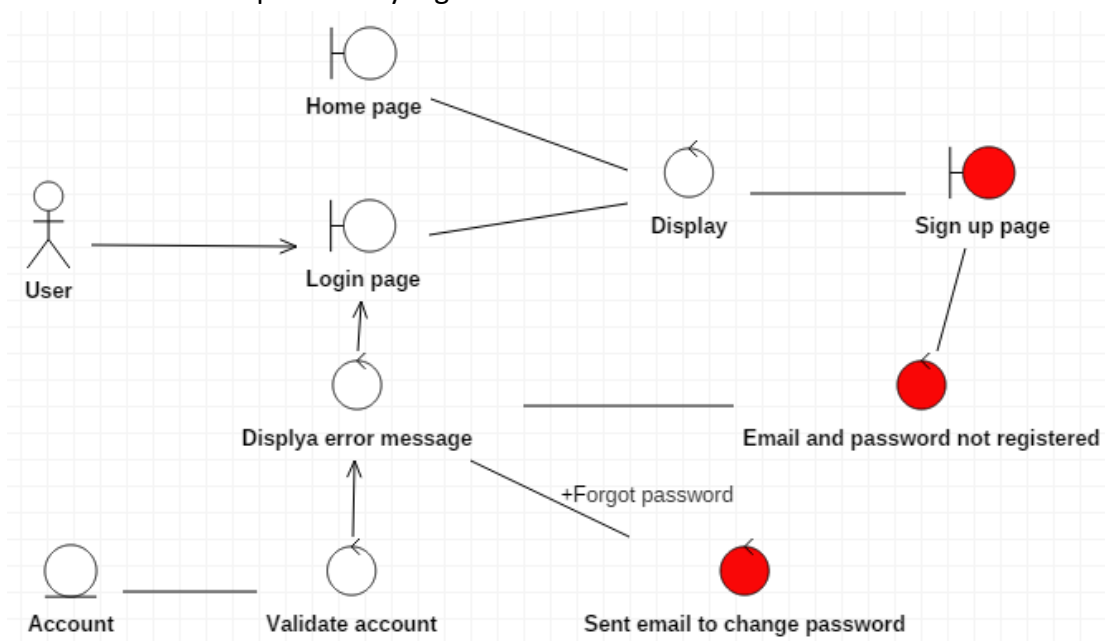 Home page
Display
Sign up page
User
Login page
Displya error message
Email and password not registered
+Forgot password
Account
Validate account
Sent email to change password